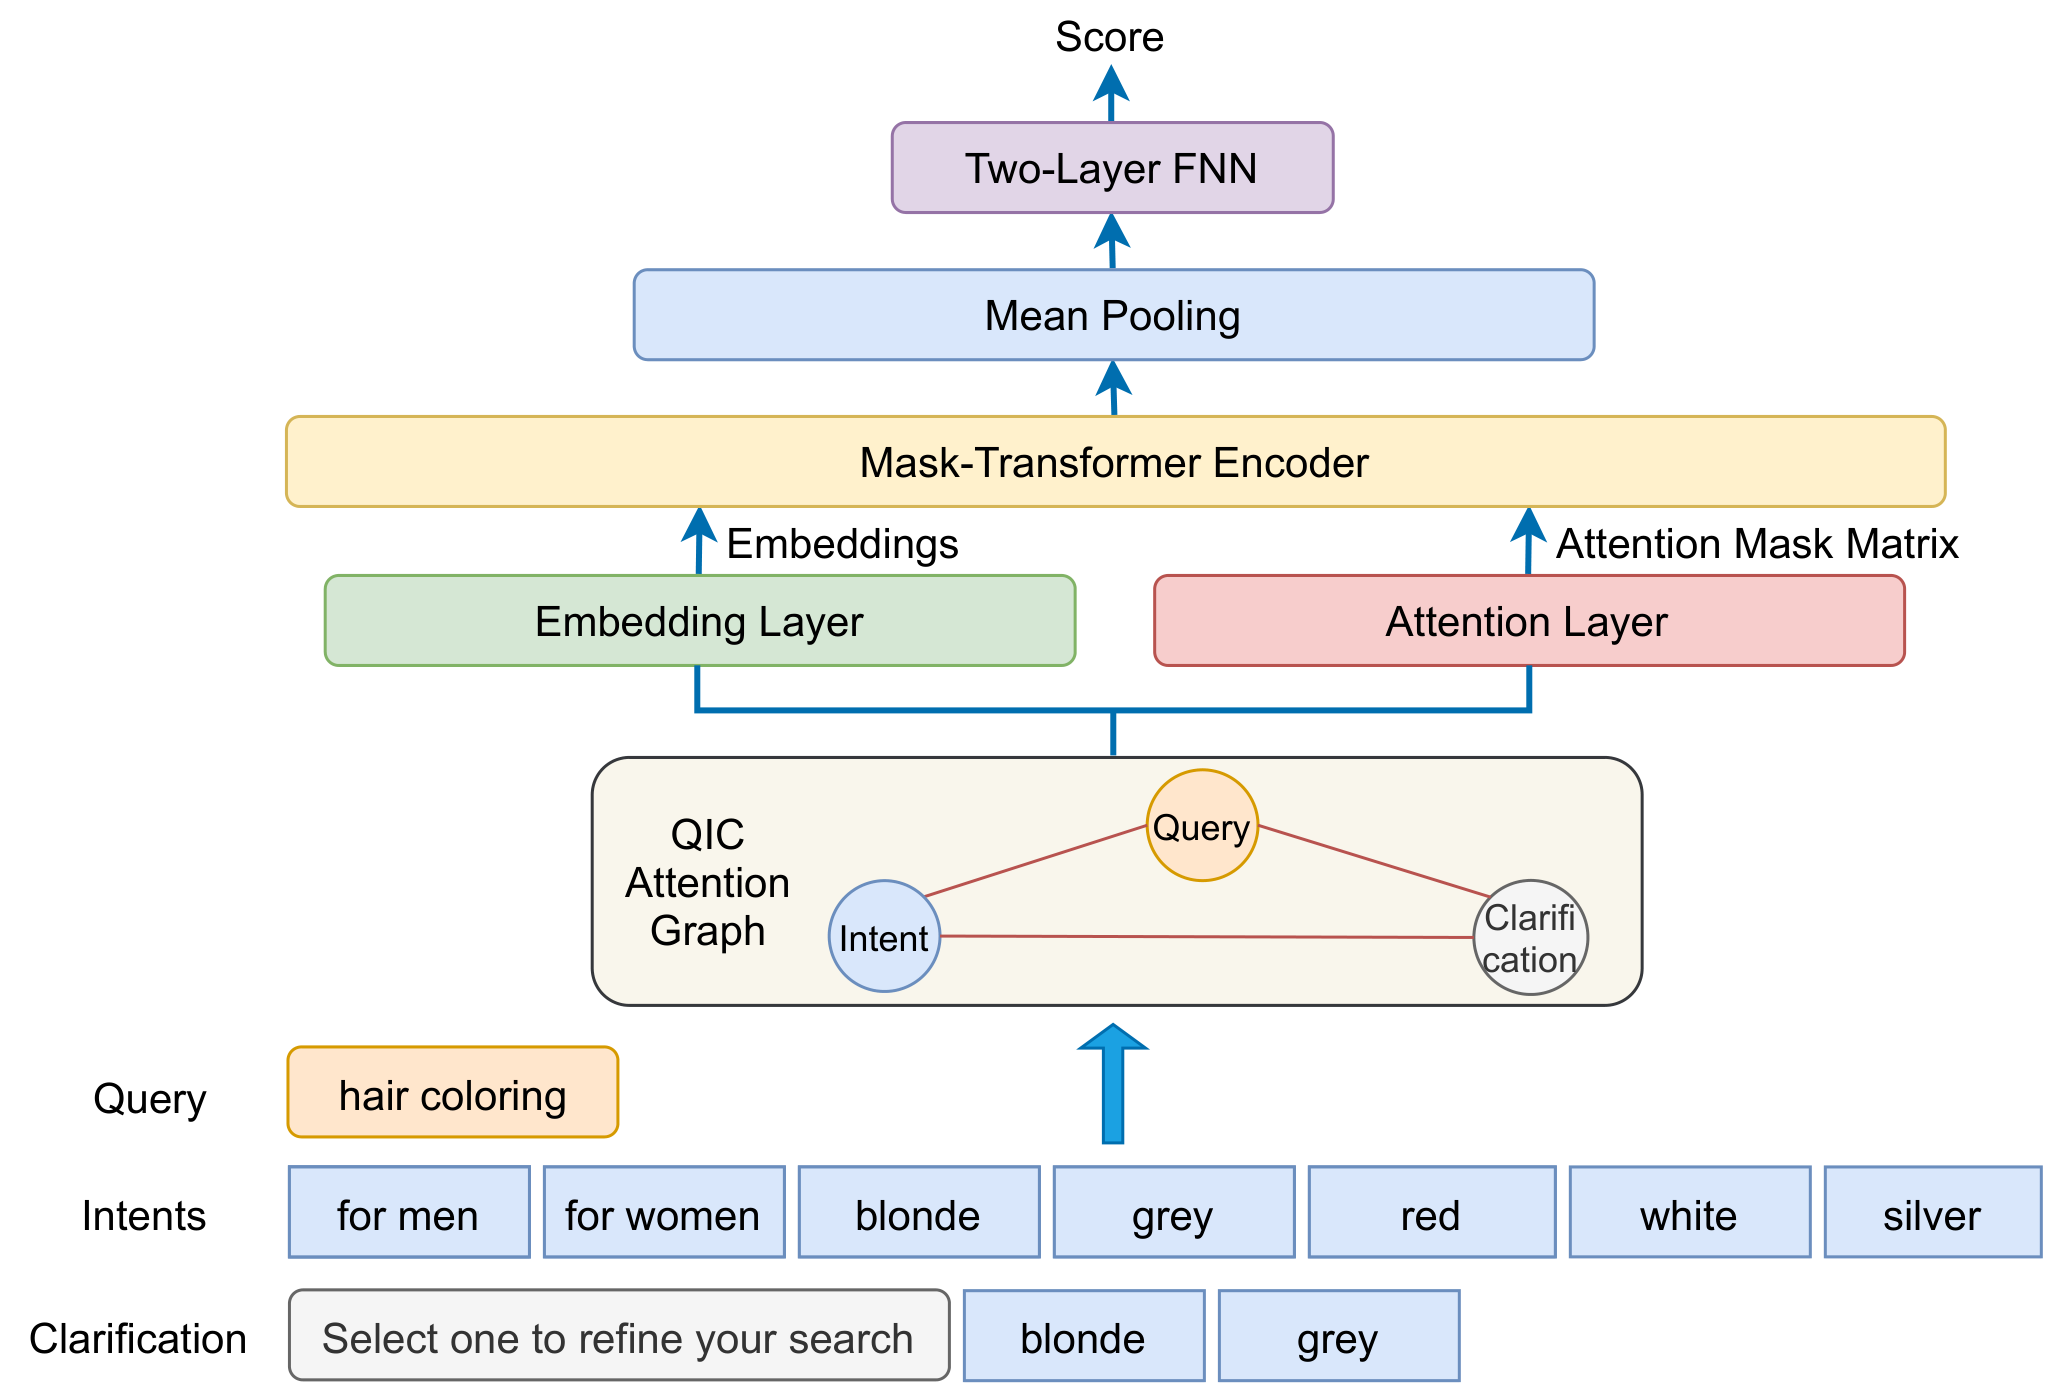 Score
Two-Layer FNN
Mean Pooling
Mask-Transformer Encoder
Embeddings
Attention Mask Matrix
Embedding Layer
Attention Layer
QIC
Attention
Graph
Query
Intent
Clarifi
cation
Query
hair coloring
Intents
for men
for women
blonde
grey
red
white
silver
Clarification
Select one to refine your search
blonde
grey